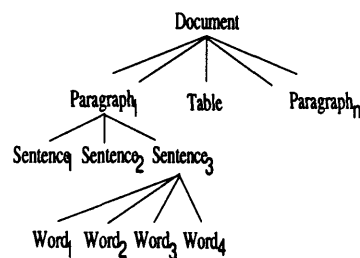 Document
Paragraph₁ Table Paragraphₙ
Sentence₁ Sentence₂ Sentence₃
Word₁ Word₂ Word₃ Word₄